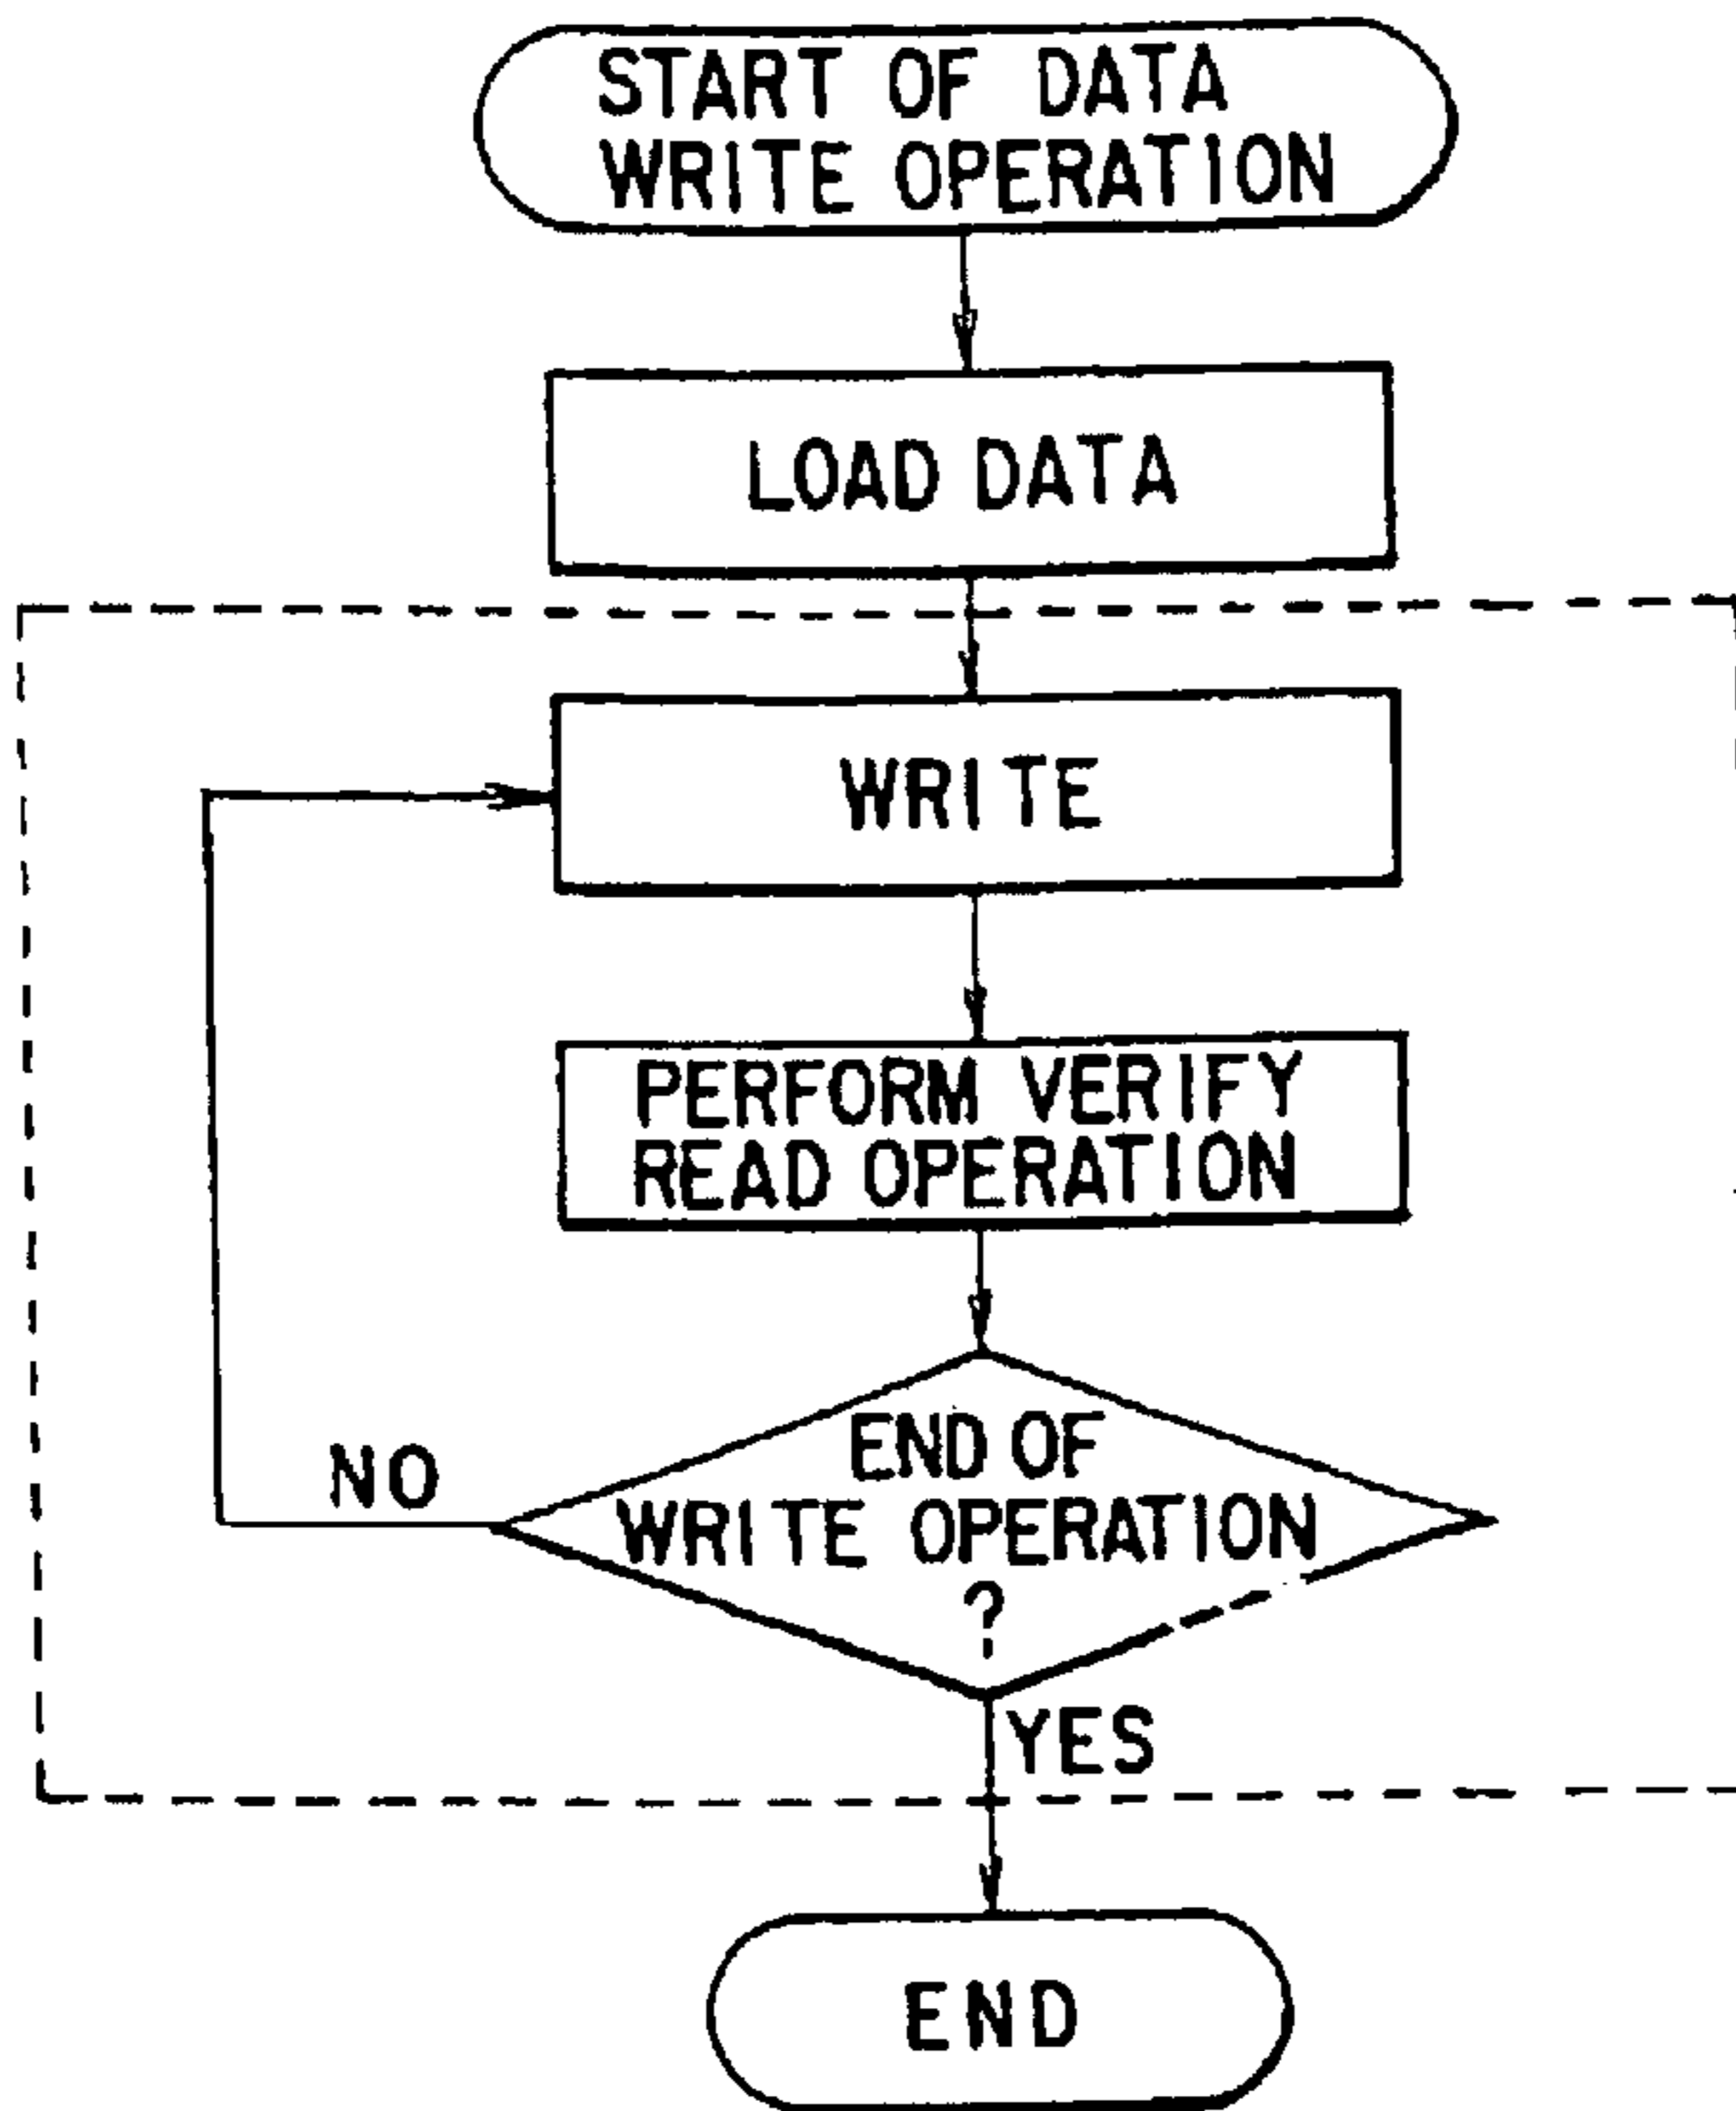 START OF DATA
WRITE OPERATION
LOAD DATA
WRITE
PERFORM VERIFY
READ OPERATION
END OF
WRITE OPERATION
?
NO
YES
END